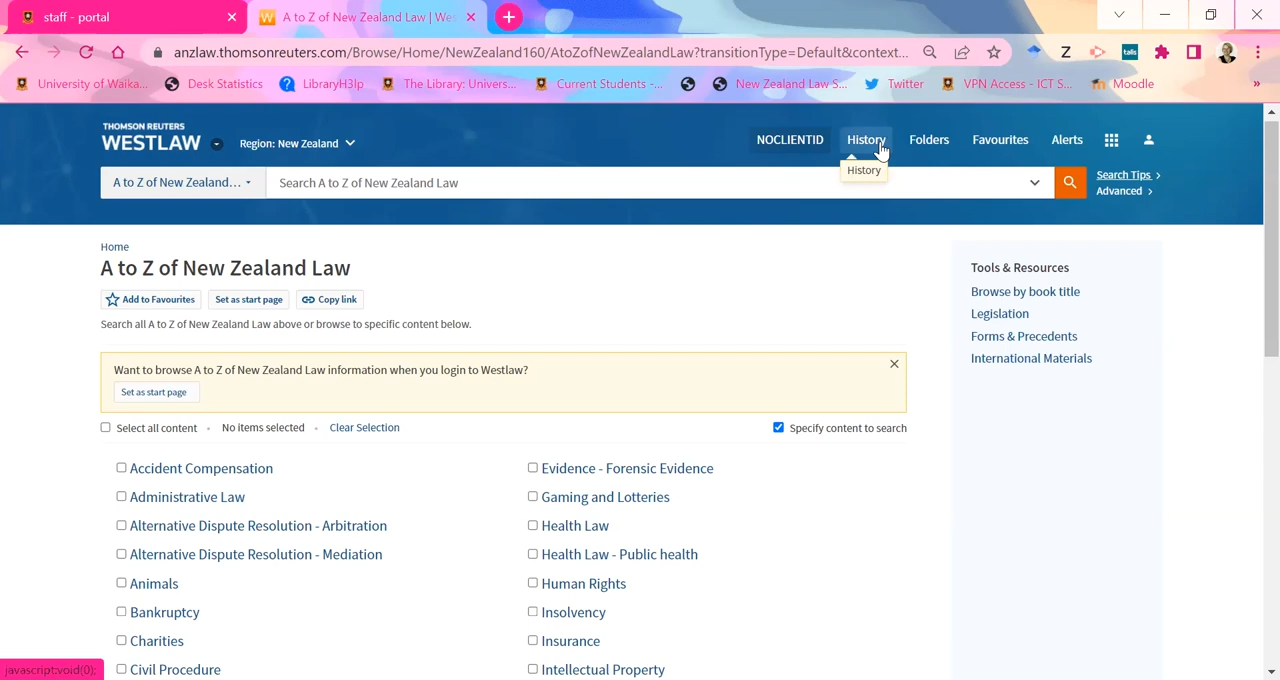 staff - portal
A to Z of New Zealand Law | Wes
anzlaw.thomsonreuters.com/Browse/Home/NewZealand160/AtoZofNewZealandLaw?transitionType=Default&context...
University of Waika...
Desk Statistics
LibraryH3lp
The Library: Univers...
Current Students -...
New Zealand Law S...
Twitter
VPN Access - ICT S...
Moodle
»
Z
talis
THOMSON REUTERS
WESTLAW
Region: New Zealand
NOCLIENTID
History
Folders
Favourites
Alerts
History
A to Z of New Zealand...
Search A to Z of New Zealand Law
Search Tips
Advanced
Home
A to Z of New Zealand Law
Add to Favourites
Set as start page
Copy link
Search all A to Z of New Zealand Law above or browse to specific content below.
Want to browse A to Z of New Zealand Law information when you login to Westlaw?
Set as start page
Select all content • No items selected • Clear Selection
Specify content to search
Accident Compensation
Administrative Law
Alternative Dispute Resolution - Arbitration
Alternative Dispute Resolution - Mediation
Animals
Bankruptcy
Charities
Civil Procedure
Evidence - Forensic Evidence
Gaming and Lotteries
Health Law
Health Law - Public health
Human Rights
Insolvency
Insurance
Intellectual Property
Tools & Resources
Browse by book title
Legislation
Forms & Precedents
International Materials
javascript:void(0);